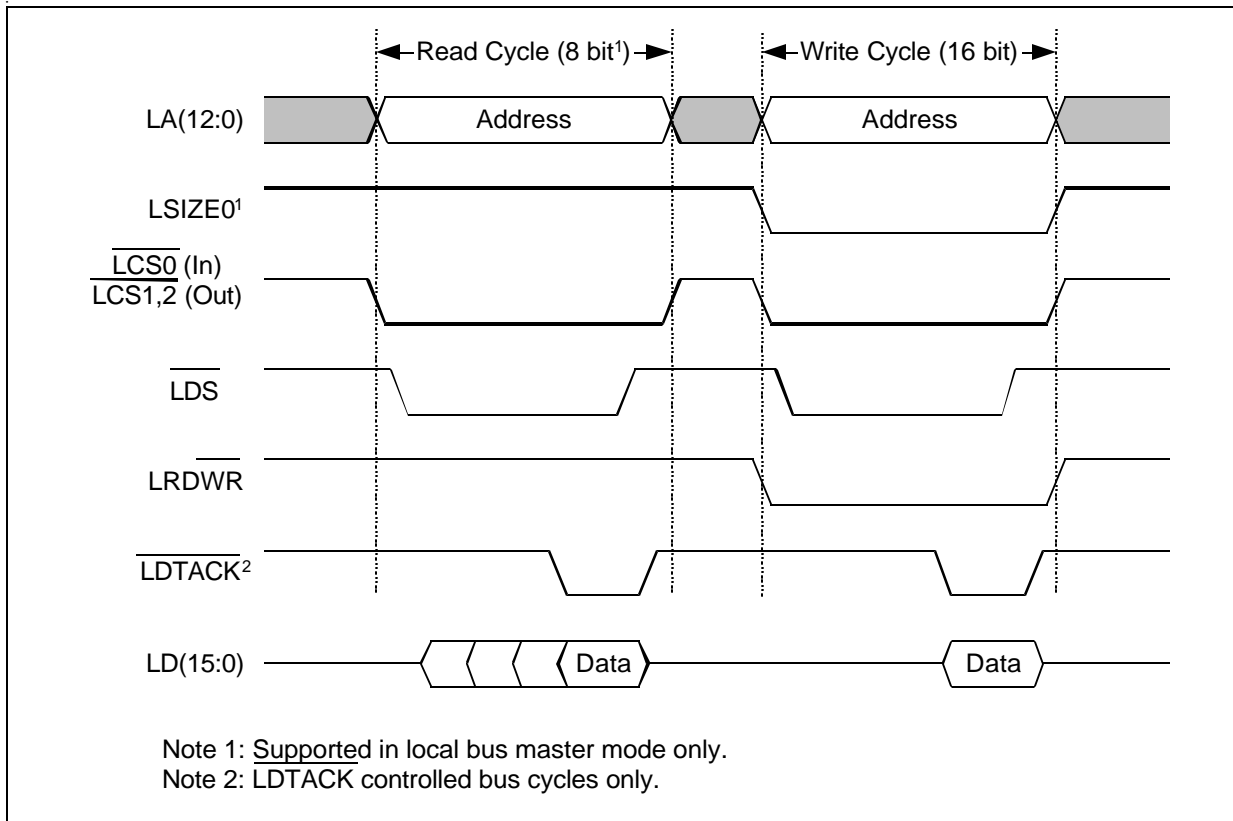 Read Cycle (8 bit¹) Write Cycle (16 bit)
LA(12:0) Address Address
LSIZE0¹
LCS0 (In)
LCS1,2 (Out)
LDS
LRDWR
LDTACK²
LD(15:0) Data Data
Note 1: Supported in local bus master mode only.
Note 2: LDTACK controlled bus cycles only.